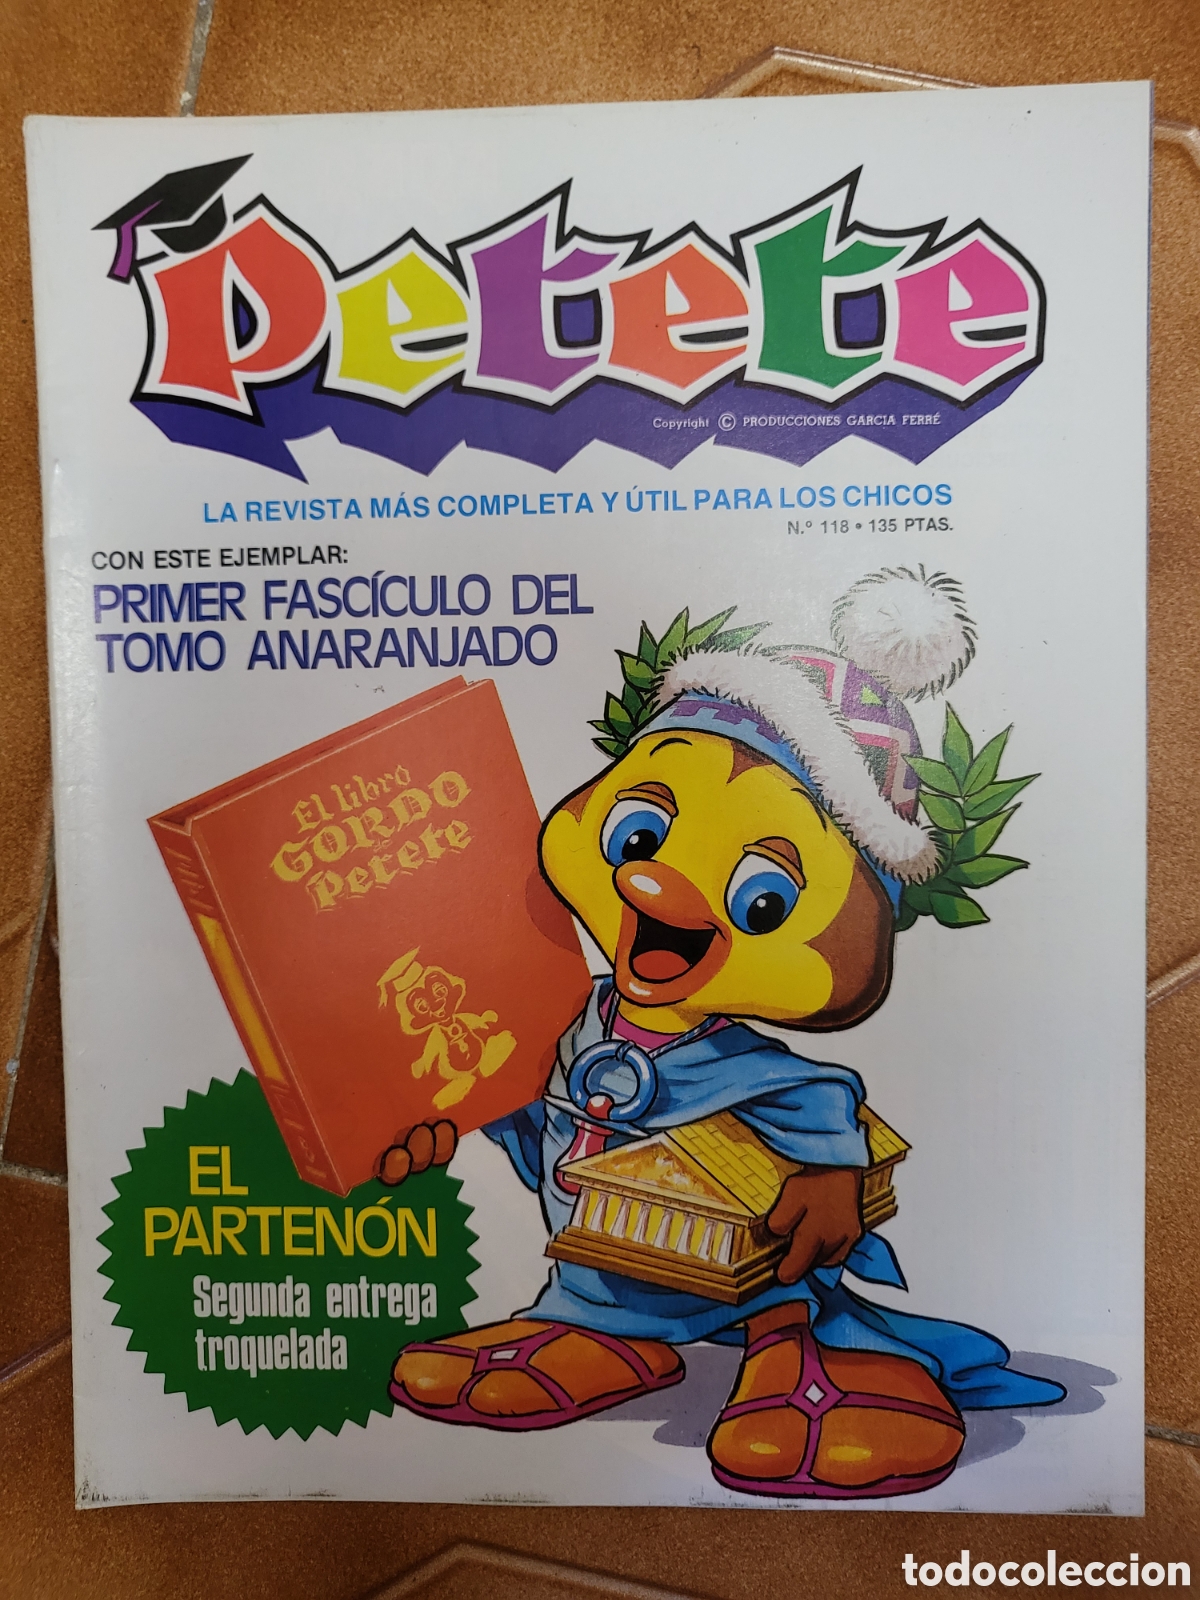 Petete
Copyright © PRODUCCIONES GARCIA FERRÉ
LA REVISTA MÁS COMPLETA Y ÚTIL PARA LOS CHICOS
N.º 118 • 135 PTAS.
CON ESTE EJEMPLAR:
PRIMER FASCÍCULO DEL
TOMO ANARANJADO
El libro
GORDO
de
Petete
EL
PARTENÓN
Segunda entrega
troquelada
todocoleccion